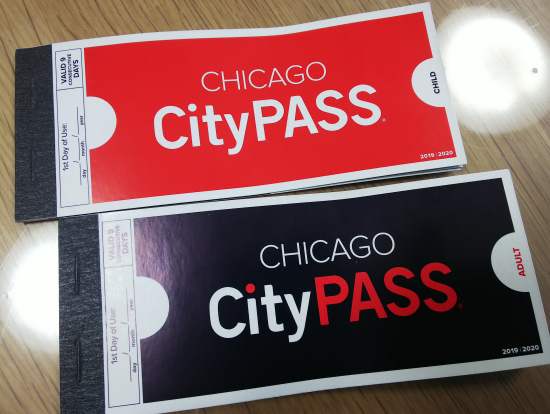 VALID 9
CONSECUTIVE
DAYS
1st Day of Use:
day / month / year
CHICAGO
CityPASS®
CHILD
2019 | 2020
VALID 9
CONSECUTIVE
DAYS
1st Day of Use:
day / month / year
CHICAGO
CityPASS®
ADULT
2019 | 2020